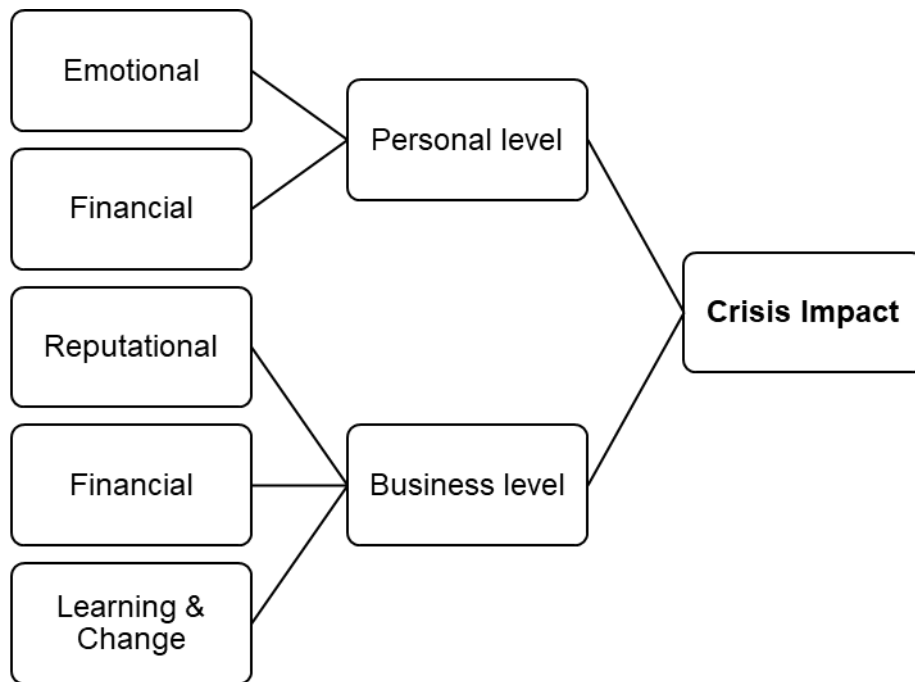 Emotional
Personal level
Financial
Crisis Impact
Reputational
Financial
Business level
Learning &
Change